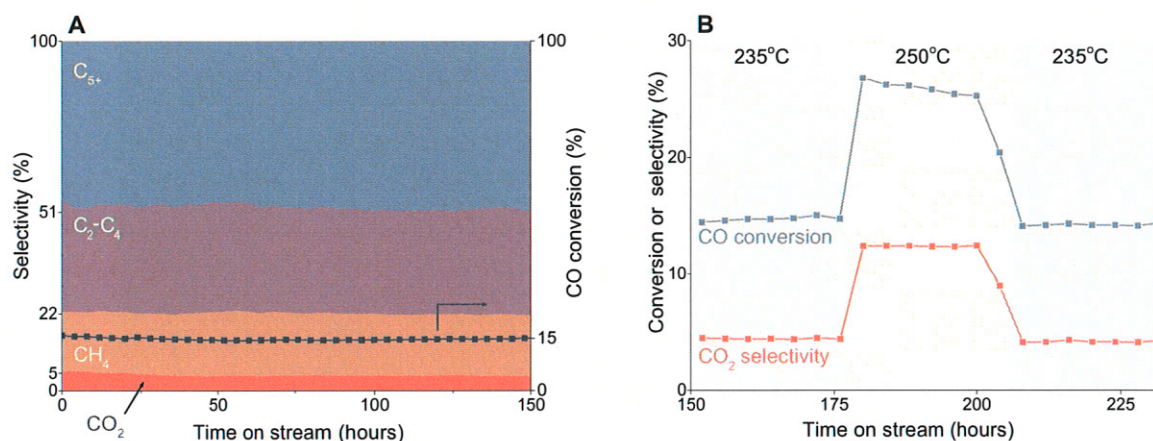 A
100
100
C5+
Selectivity (%)
CO conversion (%)
51
C2-C4
22
15
CH4
5
0
0
0
50
100
150
CO2
Time on stream (hours)
B
30
235°C
250°C
235°C
Conversion or selectivity (%)
20
CO conversion
10
CO2 selectivity
0
150
175
200
225
Time on stream (hours)